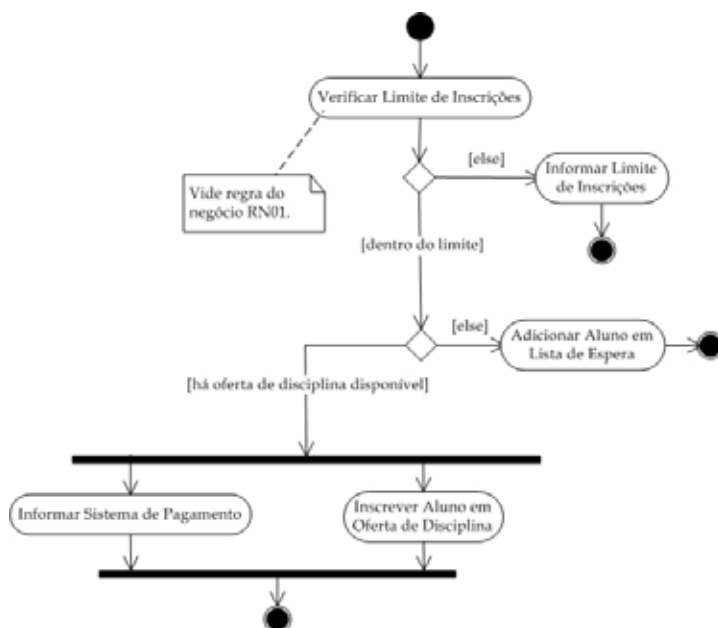 Verificar Limite de Inscrições
[else]
Informar Limite
de Inscrições
Vide regra do
negócio RN01.
[dentro do limite]
[else]
Adicionar Aluno em
Lista de Espera
[há oferta de disciplina disponível]
Informar Sistema de Pagamento
Inscrever Aluno em
Oferta de Disciplina